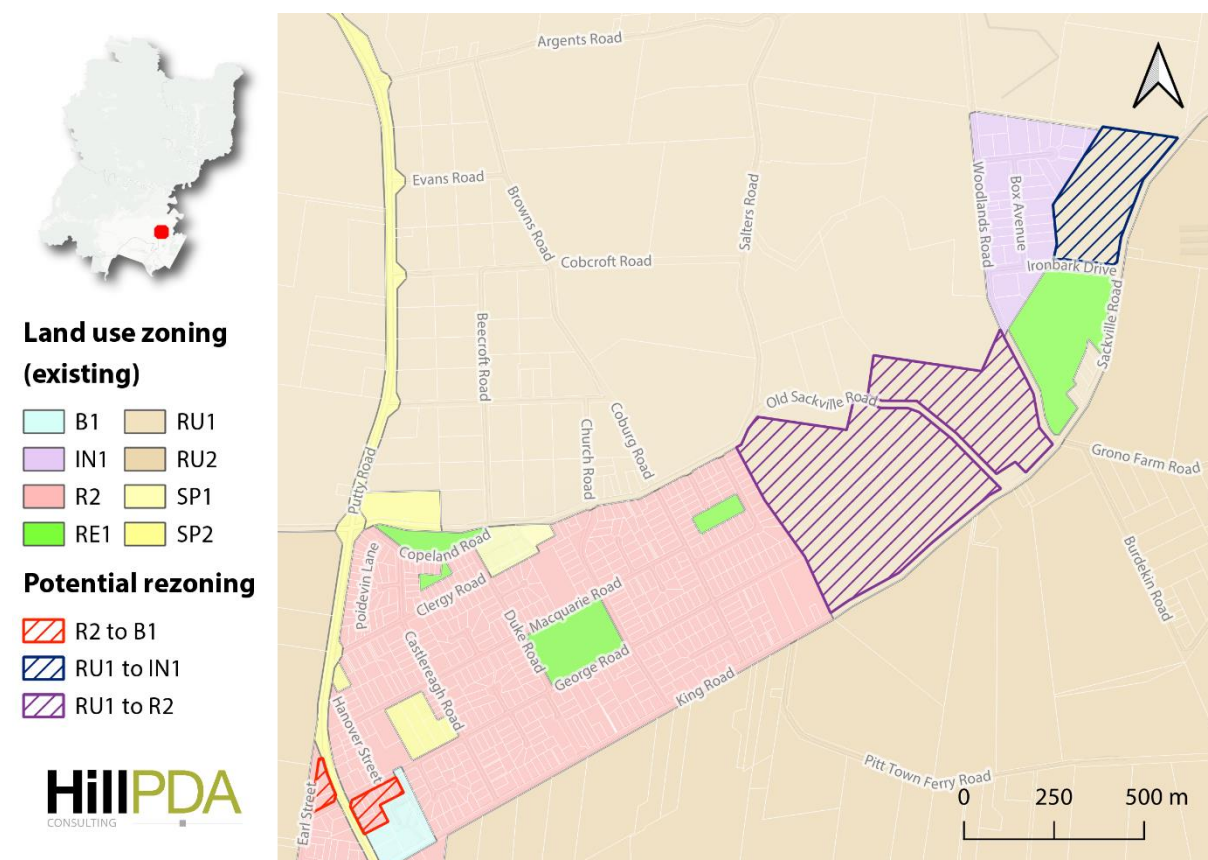 Land use zoning
(existing)
B1
RU1
IN1
RU2
R2
SP1
RE1
SP2
Potential rezoning
R2 to B1
RU1 to IN1
RU1 to R2
HillPDA
CONSULTING
Argents Road
Evans Road
Browns Road
Salters Road
Cobcroft Road
Woodlands Road
Box Avenue
Ironbark Drive
Sackville Road
Beecroft Road
Old Sackville Road
Putty Road
Church Road
Coburg Road
Grono Farm Road
Burdekin Road
Copeland Road
Poidevin Lane
Clergy Road
Macquarie Road
Duke Road
Castlereagh Road
George Road
King Road
Hanover Street
Earl Street
Pitt Town Ferry Road
0 250 500 m